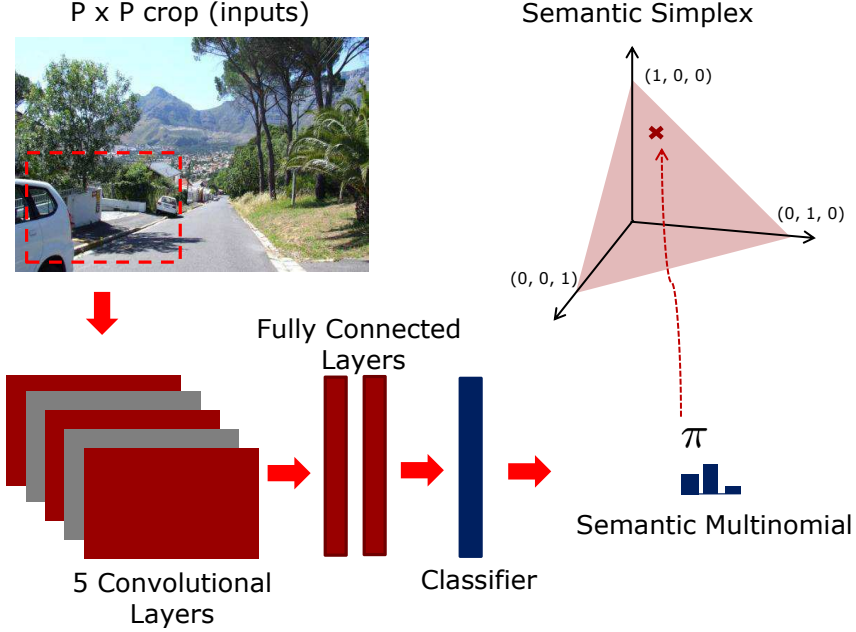 P x P crop (inputs)
Semantic Simplex
(1, 0, 0)
(0, 1, 0)
(0, 0, 1)
Fully Connected
Layers
π
5 Convolutional
Layers
Classifier
Semantic Multinomial